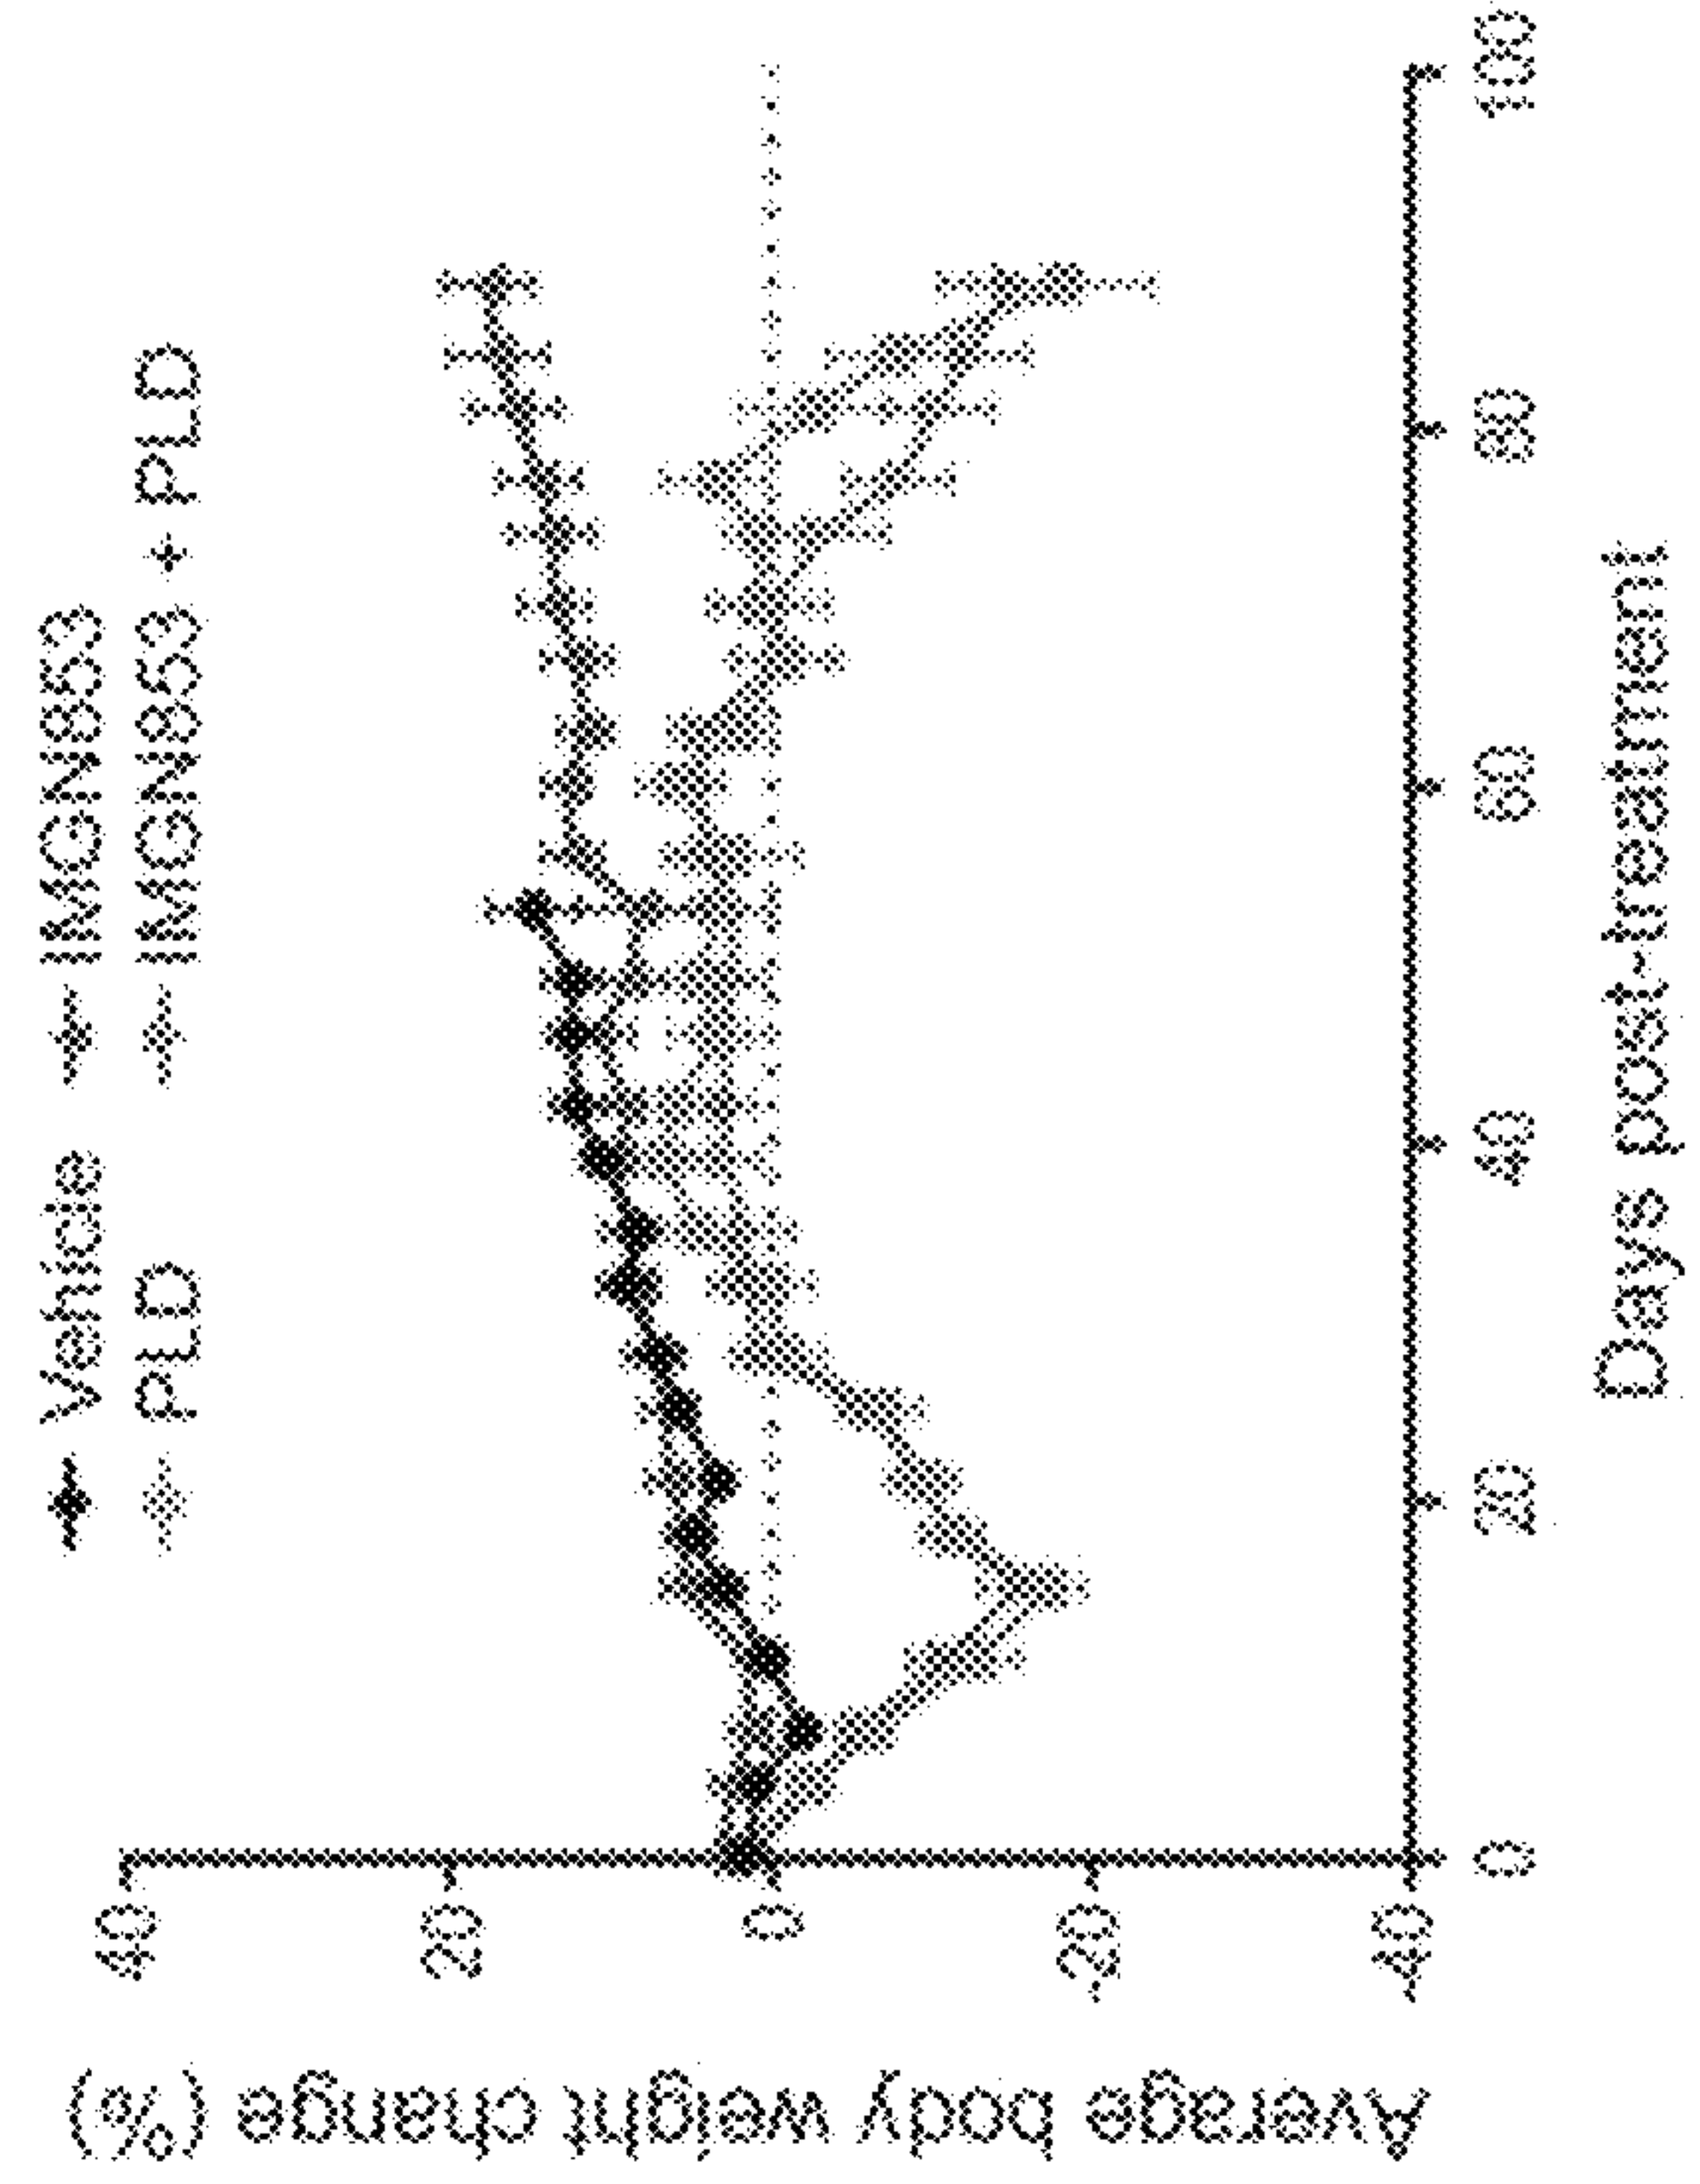 Vehicle IMGN853
PLD IMGN853 + PLD
Average body weight change (%)
40
20
0
-20
-40
0 20 40 60 80 100
Days post-treatment